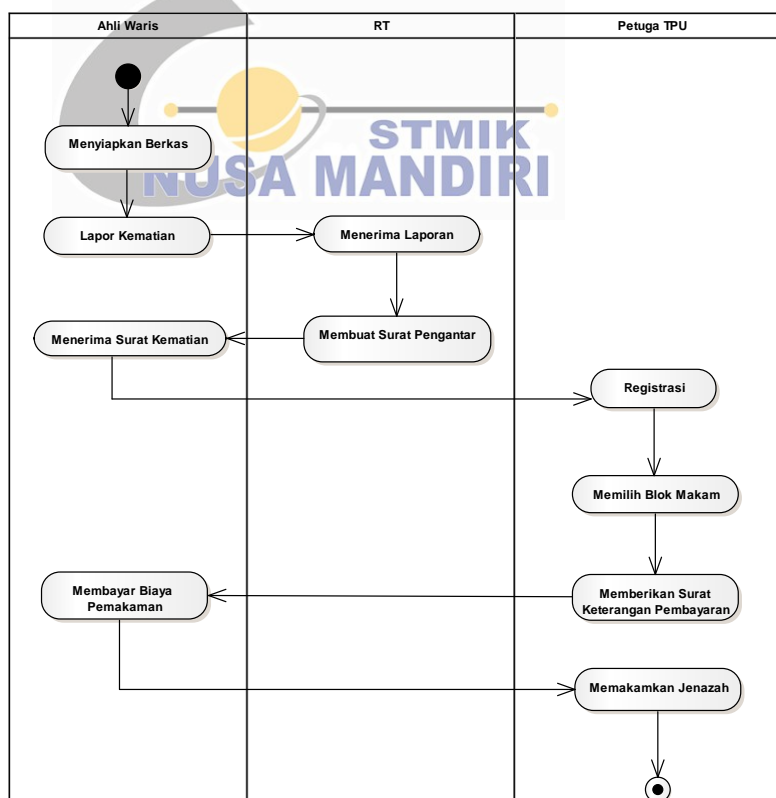 Ahli Waris
RT
Petuga TPU
STMIK
NUSA MANDIRI
Menyiapkan Berkas
Lapor Kematian
Menerima Laporan
Membuat Surat Pengantar
Menerima Surat Kematian
Registrasi
Memilih Blok Makam
Memberikan Surat
Keterangan Pembayaran
Membayar Biaya
Pemakaman
Memakamkan Jenazah